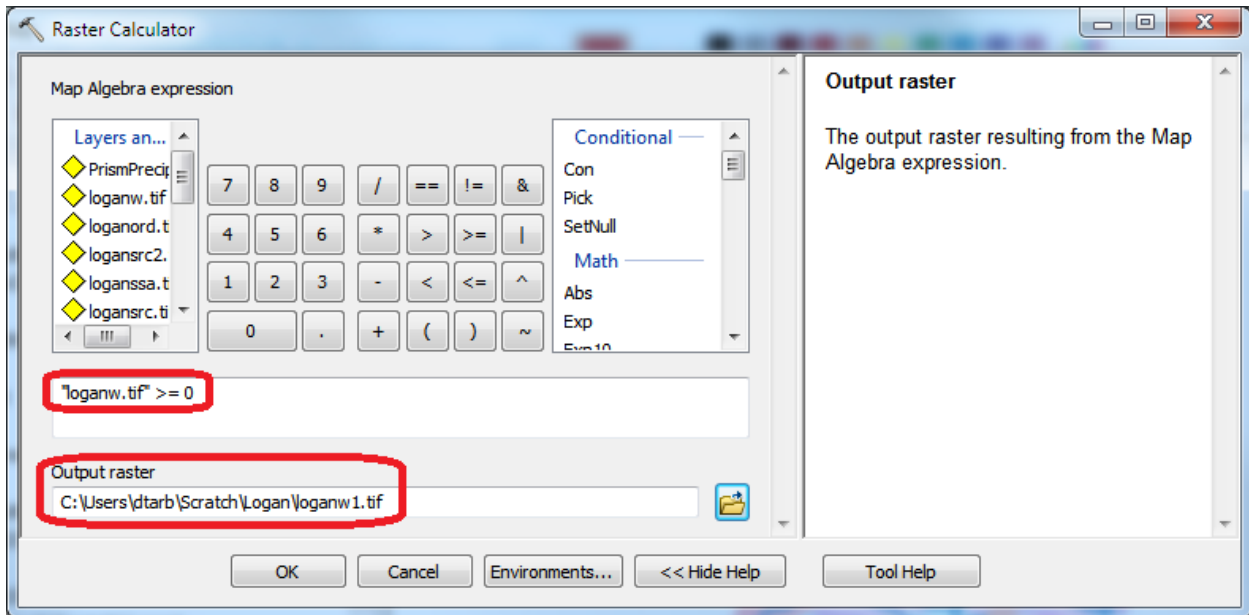 Raster Calculator
Map Algebra expression
Layers an...
PrismPrecip
loganw.tif
loganord.t
logansrc2.
loganssa.t
logansrc.ti
7 8 9 / == != &
4 5 6 * > >= |
1 2 3 - < <= ^
0 . + ( ) ~
Conditional
Con
Pick
SetNull
Math
Abs
Exp
Exp10
"loganw.tif" >= 0
Output raster
C:\Users\dtarb\Scratch\Logan\loganw1.tif
OK Cancel Environments... << Hide Help Tool Help
Output raster
The output raster resulting from the Map
Algebra expression.